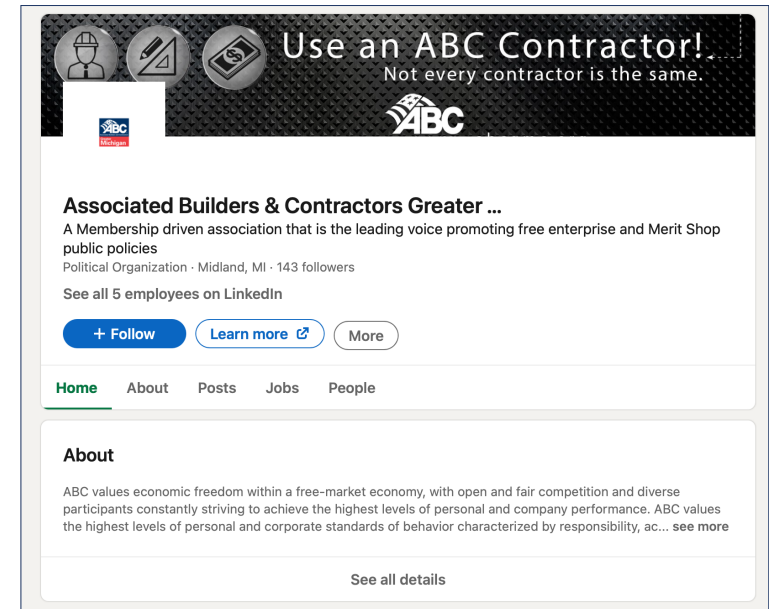 Use an ABC Contractor!
Not every contractor is the same.
ABC
ABC
Michigan
Associated Builders & Contractors Greater ...
A Membership driven association that is the leading voice promoting free enterprise and Merit Shop
public policies
Political Organization · Midland, MI · 143 followers
See all 5 employees on LinkedIn
+ Follow
Learn more
More
Home About Posts Jobs People
About
ABC values economic freedom within a free-market economy, with open and fair competition and diverse
participants constantly striving to achieve the highest levels of personal and company performance. ABC values
the highest levels of personal and corporate standards of behavior characterized by responsibility, ac... see more
See all details